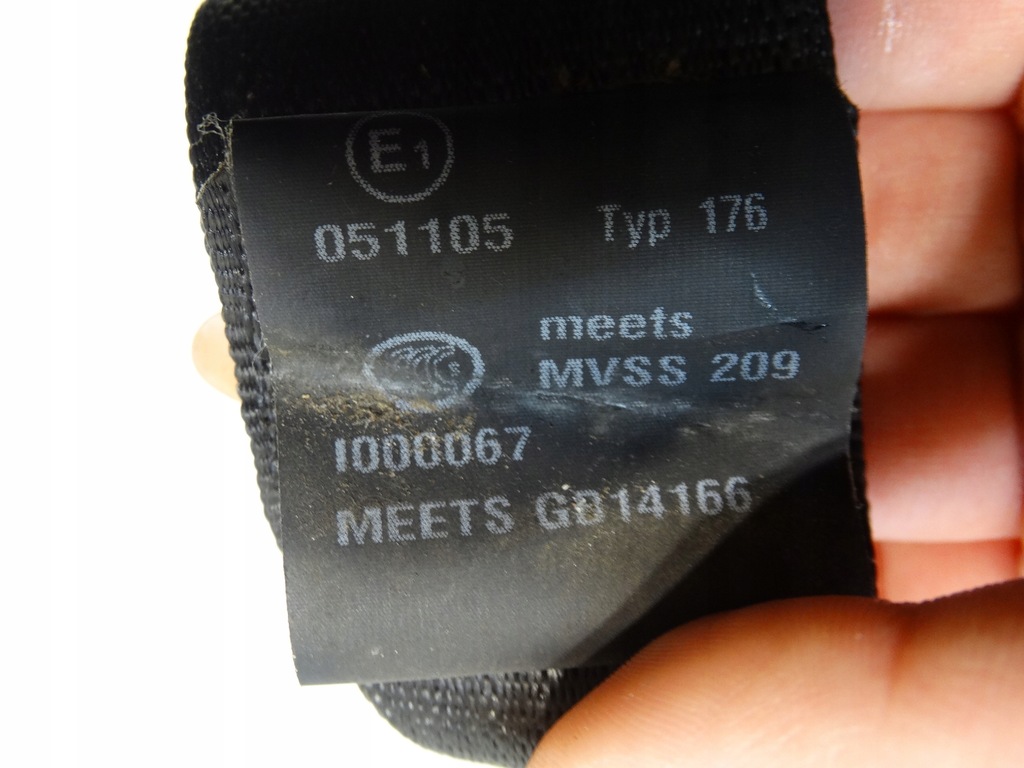 E1
051105 Typ 176
meets
MVSS 209
I000067
MEETS GB14166